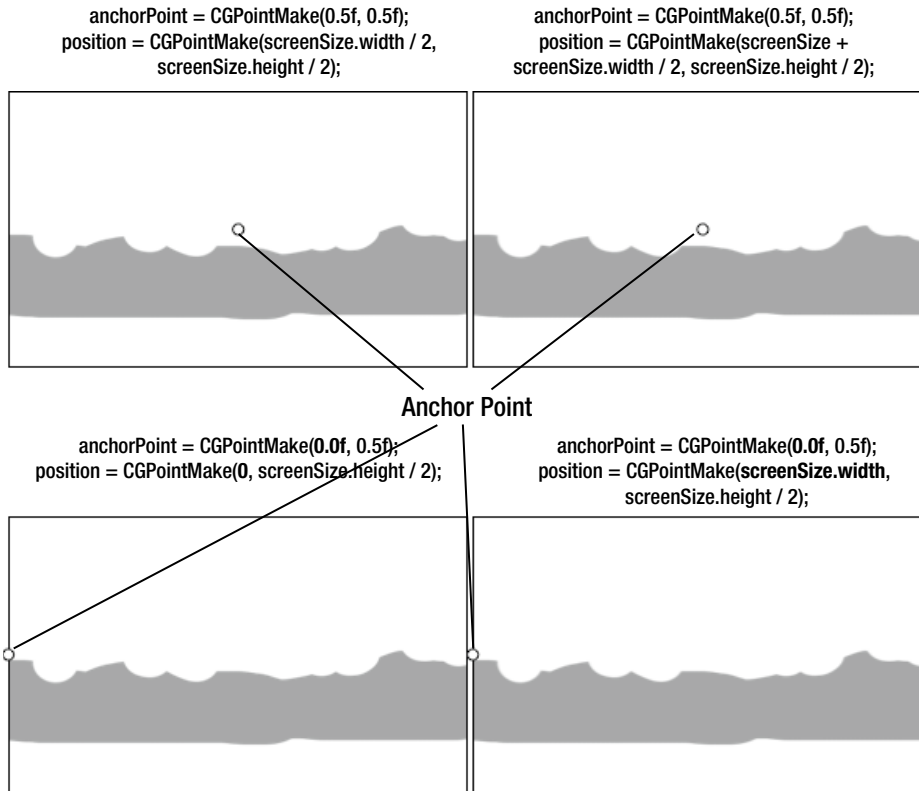 anchorPoint = CGPointMake(0.5f, 0.5f);
position = CGPointMake(screenSize.width / 2,
screenSize.height / 2);
anchorPoint = CGPointMake(0.5f, 0.5f);
position = CGPointMake(screenSize +
screenSize.width / 2, screenSize.height / 2);
Anchor Point
anchorPoint = CGPointMake(0.0f, 0.5f);
position = CGPointMake(0, screenSize.height / 2);
anchorPoint = CGPointMake(0.0f, 0.5f);
position = CGPointMake(screenSize.width,
screenSize.height / 2);